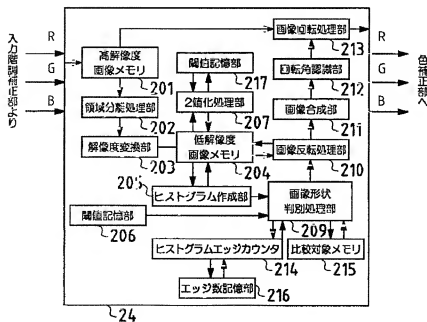 入力階調補正部より
R
G
B
高解像度
画像メモリ
201
領域分離処理部
202
解像度変換部
203
閾値記憶部
217
2値化処理部
207
低解像度
画像メモリ
204
205
ヒストグラム作成部
閾値記憶部
206
画像回転処理部
213
回転角認識部
212
画像合成部
211
画像反転処理部
210
画像形状
判別処理部
209
ヒストグラムエッジカウンタ
214
比較対象メモリ
215
エッジ数記憶部
216
24
R
G
B
色補正部へ